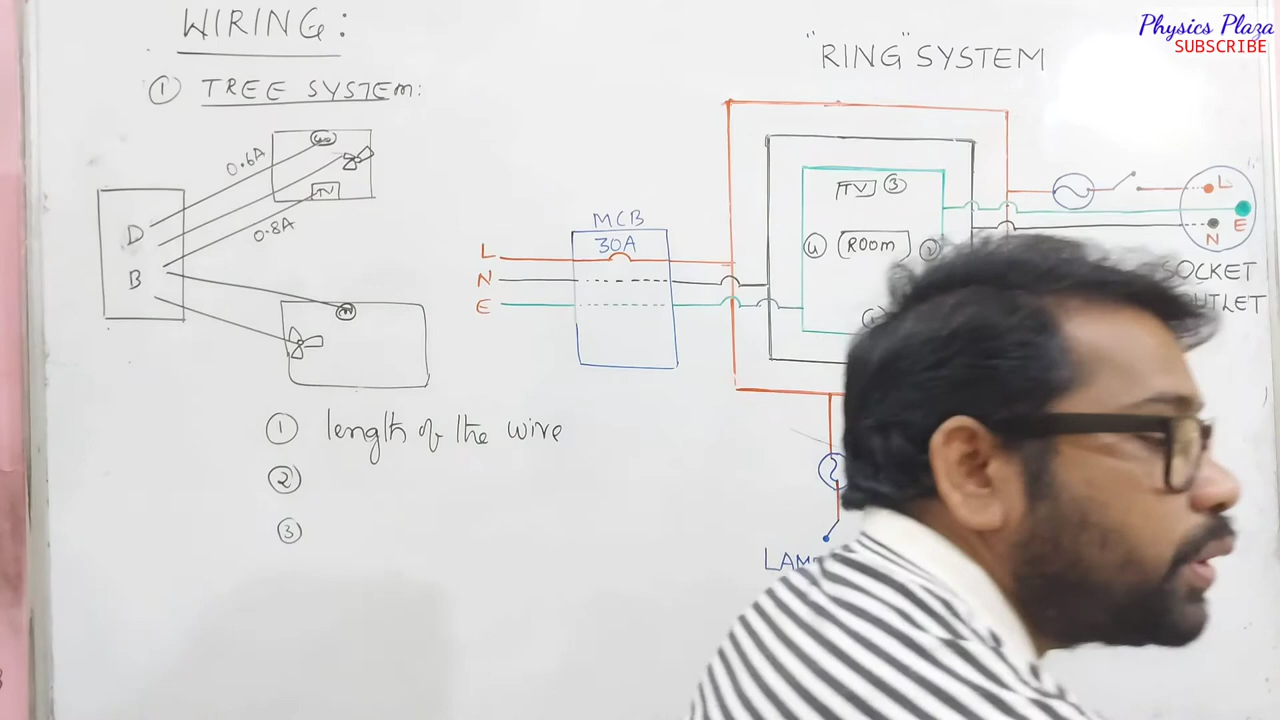 WIRING:
① TREE SYSTEM:
0.6A
TV
0.8A
D
B
① length of the wire
②
③
"RING" SYSTEM
MCB
30A
L
N
E
TV ③
④ ROOM
L
E
N
SOCKET
Physics Plaza
SUBSCRIBE